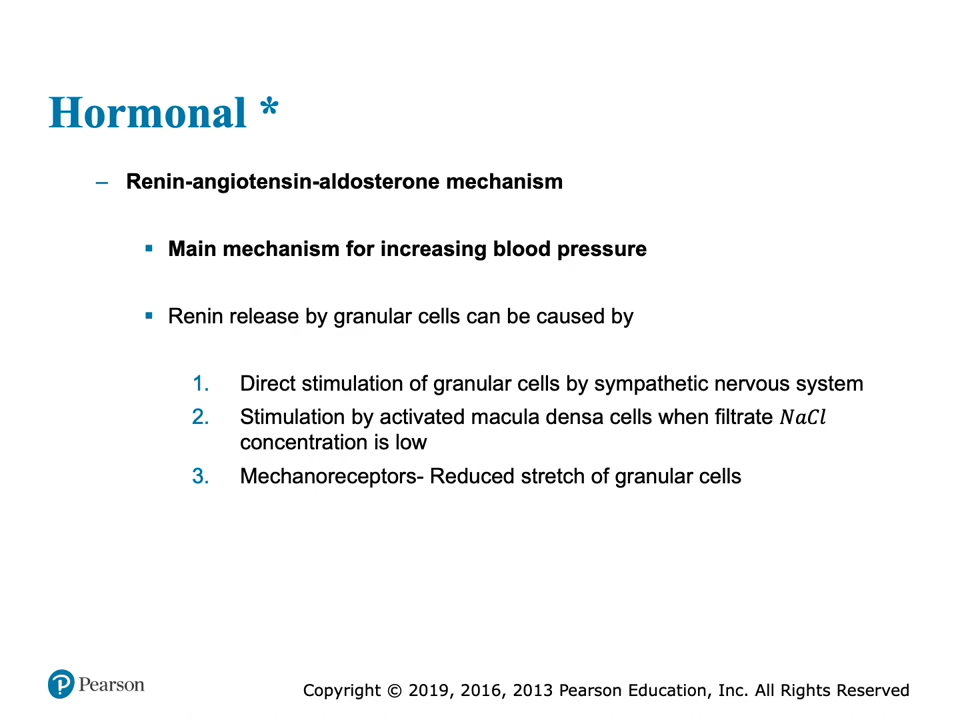 Hormonal *
– Renin-angiotensin-aldosterone mechanism
▪ Main mechanism for increasing blood pressure
▪ Renin release by granular cells can be caused by
1. Direct stimulation of granular cells by sympathetic nervous system
2. Stimulation by activated macula densa cells when filtrate NaCl
concentration is low
3. Mechanoreceptors- Reduced stretch of granular cells
P Pearson
Copyright © 2019, 2016, 2013 Pearson Education, Inc. All Rights Reserved